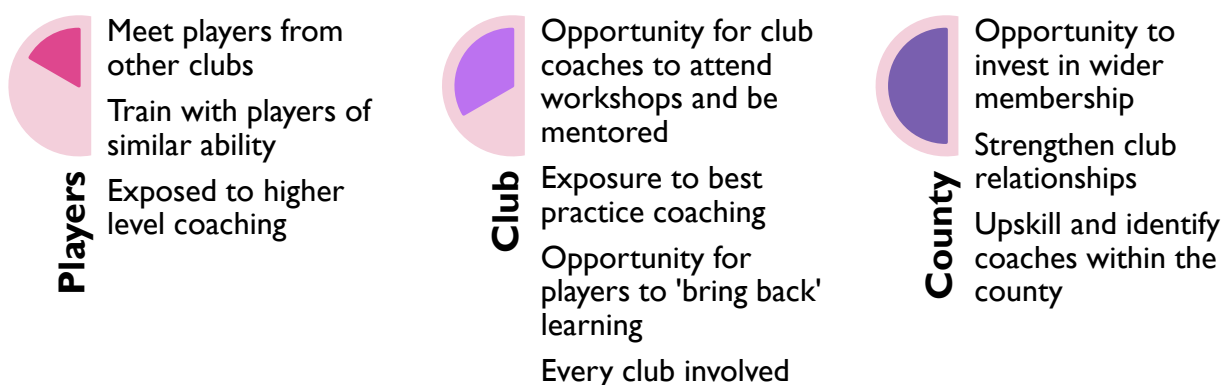 Players
Meet players from
other clubs
Train with players of
similar ability
Exposed to higher
level coaching
Club
Opportunity for club
coaches to attend
workshops and be
mentored
Exposure to best
practice coaching
Opportunity for
players to 'bring back'
learning
Every club involved
County
Opportunity to
invest in wider
membership
Strengthen club
relationships
Upskill and identify
coaches within the
county